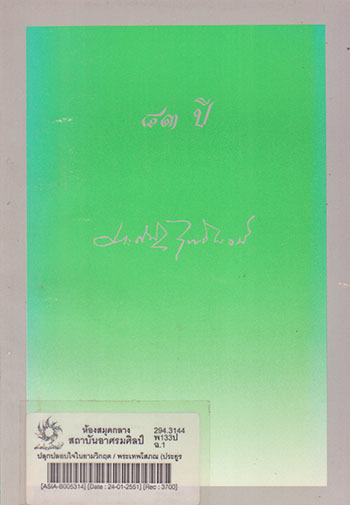 ๘๓ ปี
ห้องสมุดกลาง
สถาบันอาศรมศิลป์
294.3144
พ133ป
ฉ.1
ปลุกปลอบใจในยามวิกฤต / พระเทพโสภณ (ประยูร
[ASIA-B005314] [Date : 24-01-2551] [Rec : 3700]